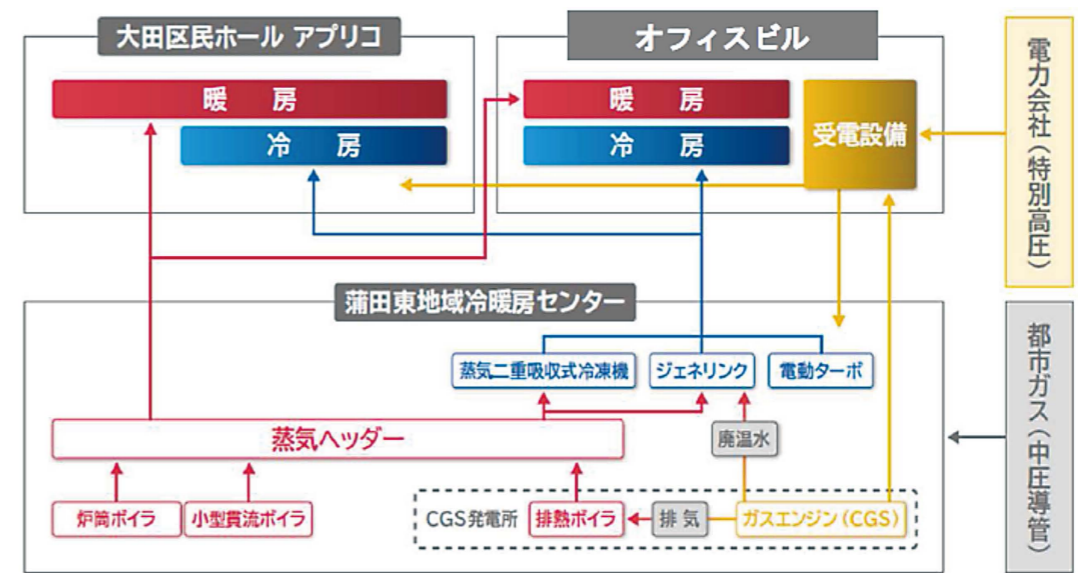 大田区民ホール アプリコ
オフィスビル
暖 房
冷 房
暖 房
冷 房
受電設備
電力会社（特別高圧）
蒲田東地域冷暖房センター
都市ガス（中圧導管）
蒸気二重吸収式冷凍機
ジェネリンク
電動ターボ
蒸気ヘッダー
廃温水
炉筒ボイラ
小型貫流ボイラ
CGS発電所
排熱ボイラ
排 気
ガスエンジン（CGS）